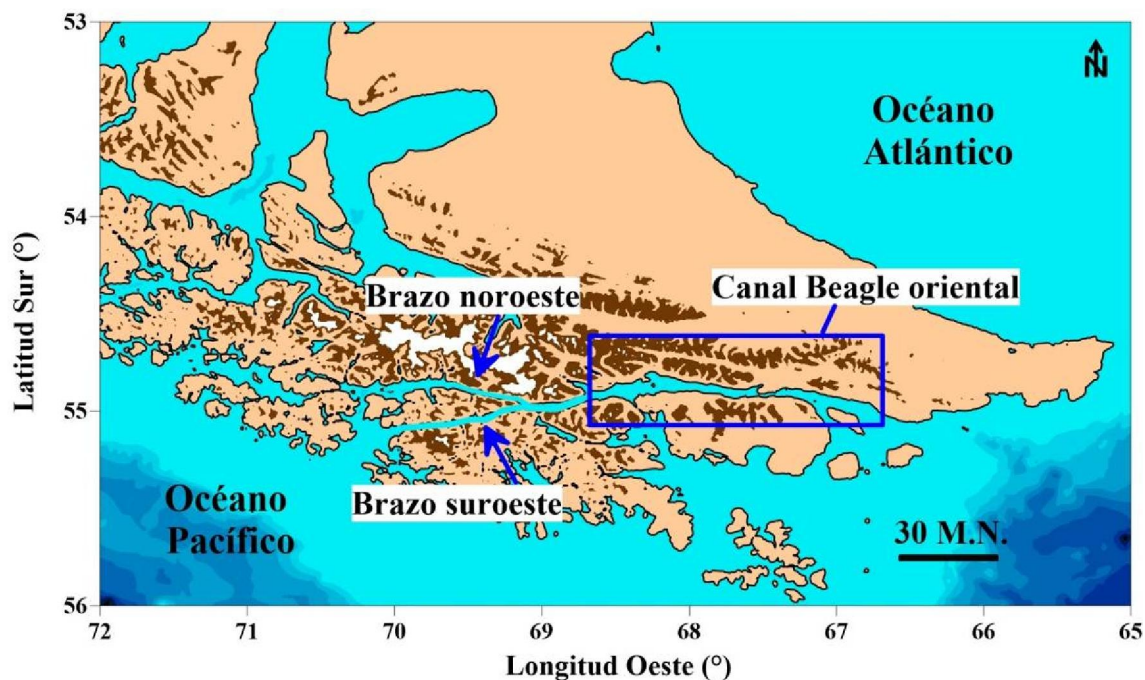 53
N
Océano
Atlántico
54
Canal Beagle oriental
Brazo noroeste
Latitud Sur (°)
55
Océano
Pacífico
Brazo suroeste
30 M.N.
56
72
71
70
69
68
67
66
65
Longitud Oeste (°)